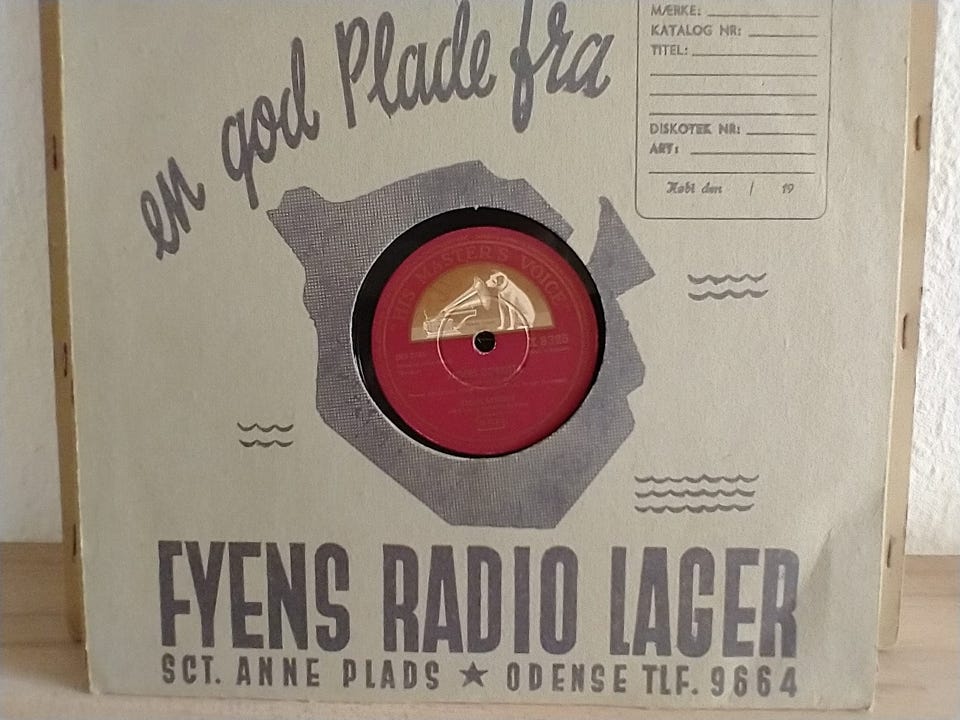 en god Plade fra
MÆRKE:
KATALOG NR:
TITEL:
DISKOTEK NR:
ART:
Købt den / 19
HIS MASTER'S VOICE
X 8325
FYENS RADIO LAGER
SCT. ANNE PLADS ★ ODENSE TLF. 9664